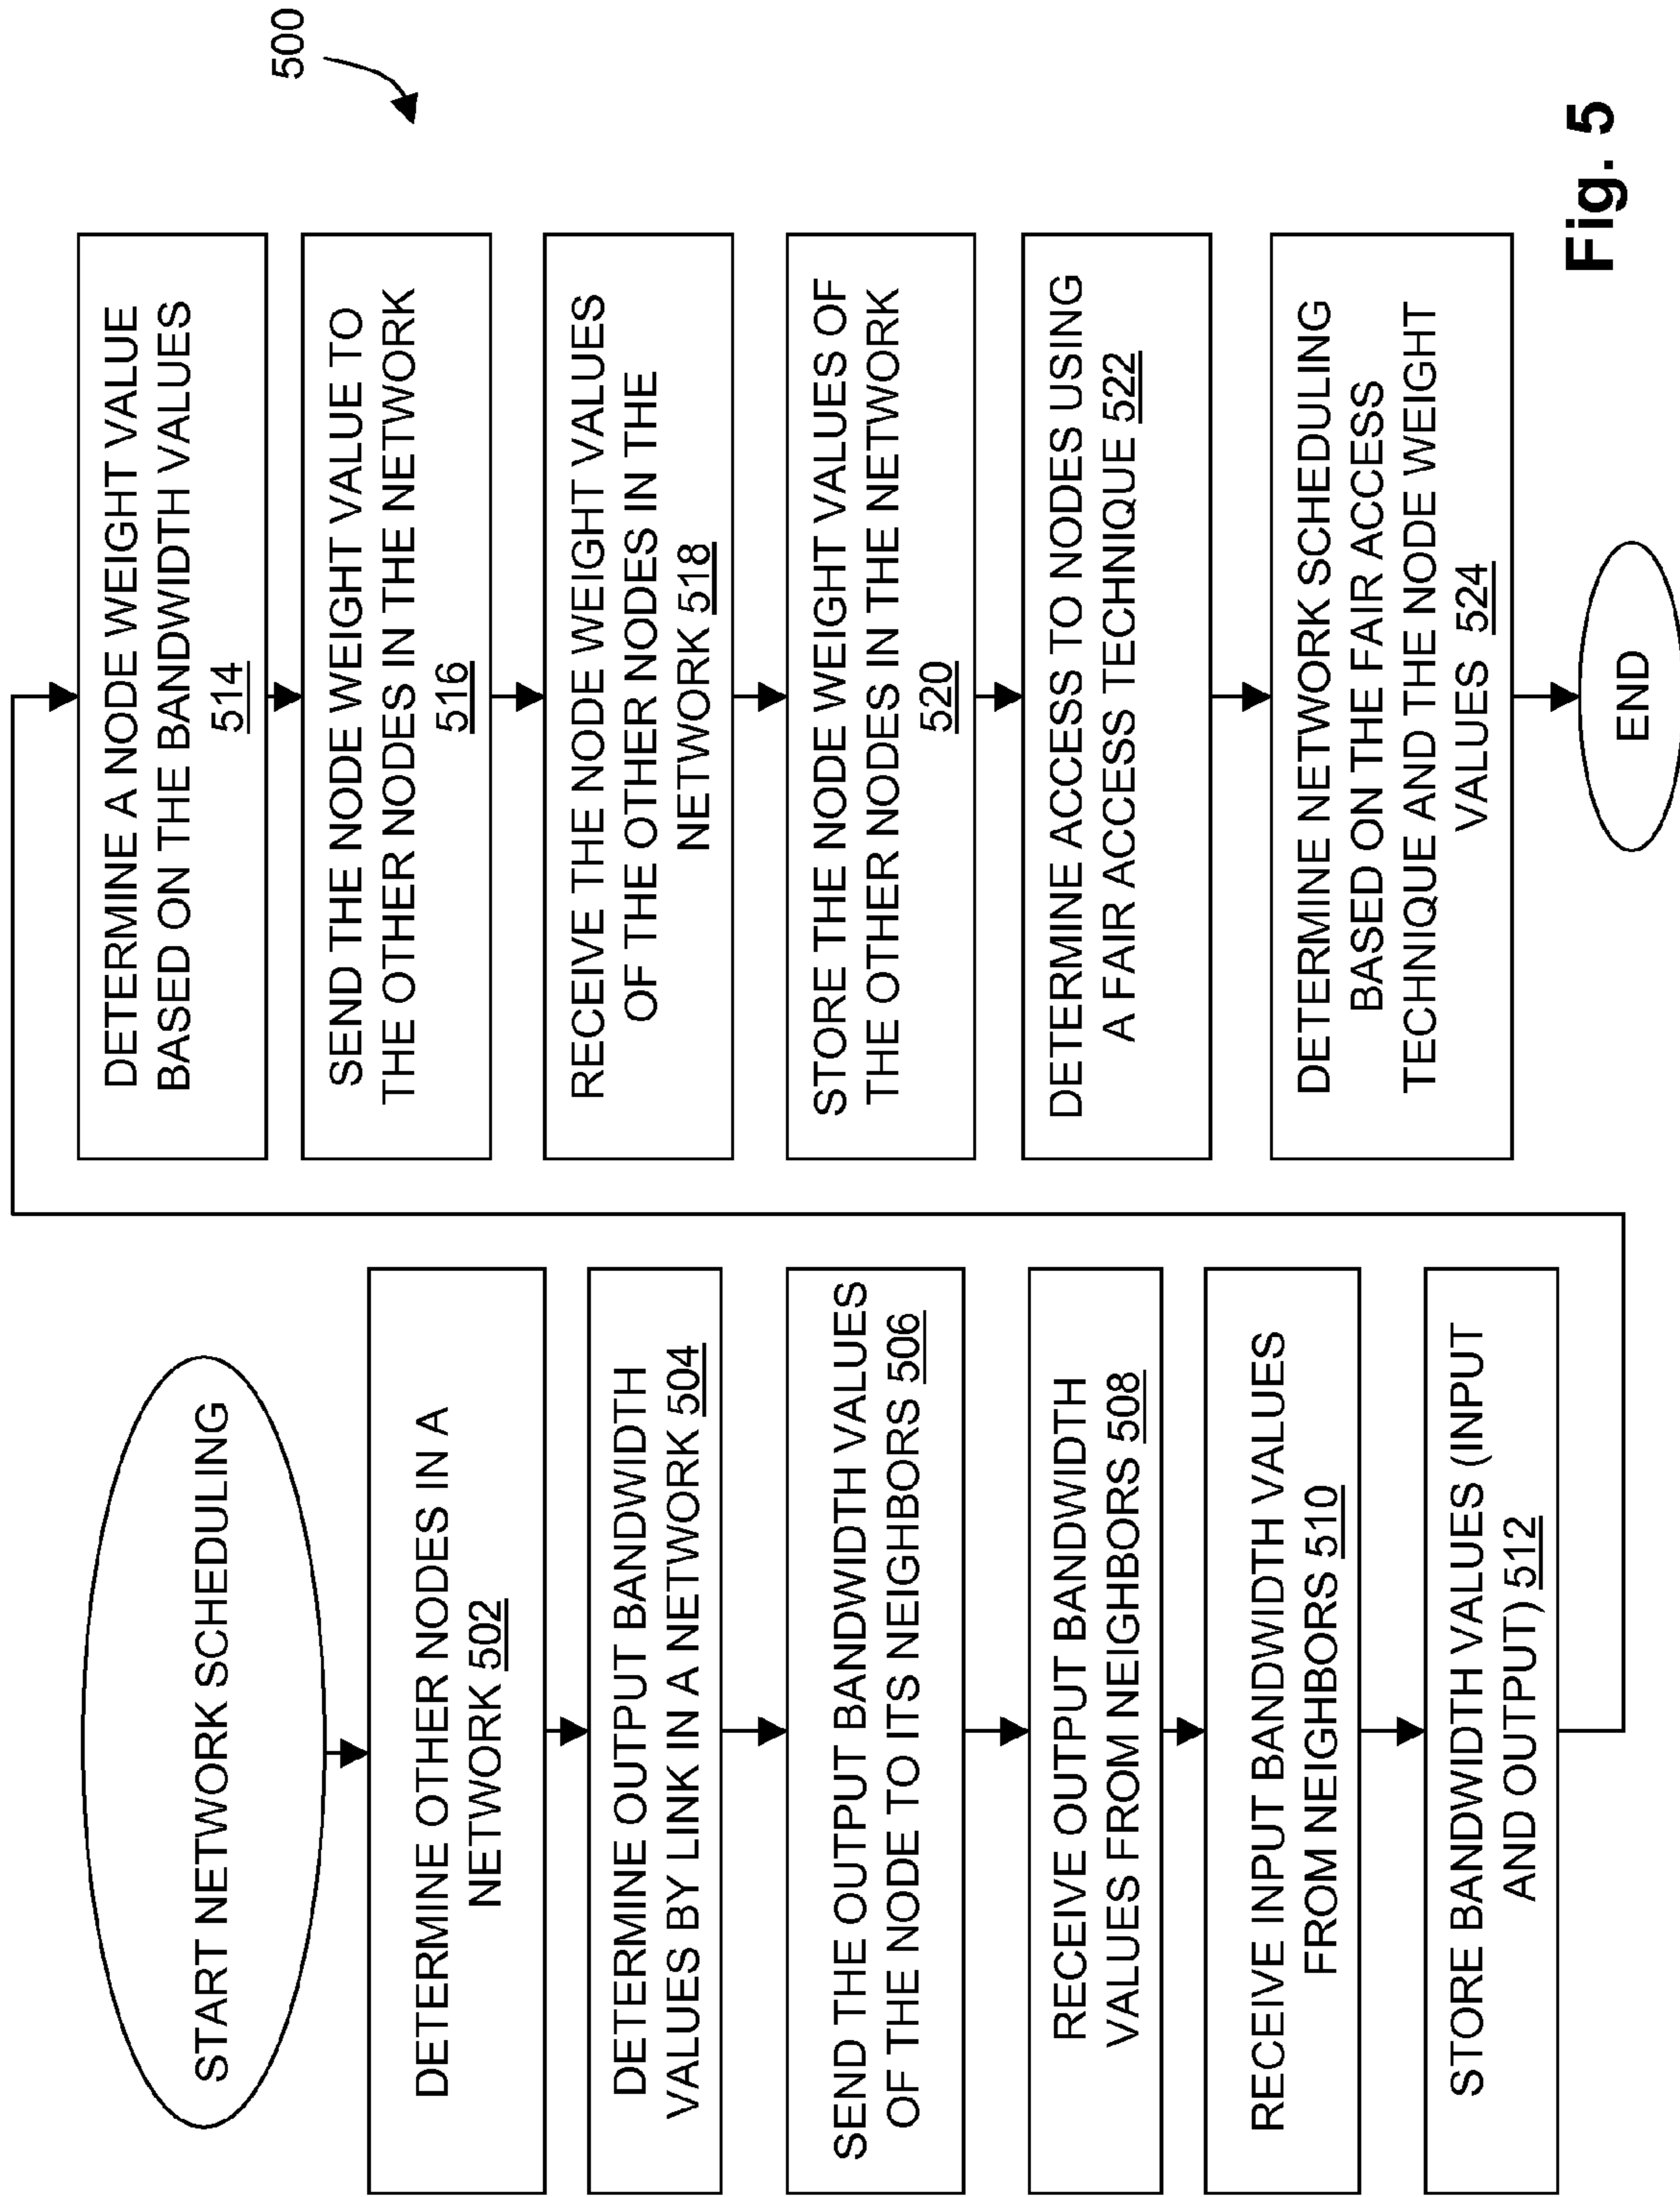 START NETWORK SCHEDULING
DETERMINE OTHER NODES IN A
NETWORK 502
DETERMINE OUTPUT BANDWIDTH
VALUES BY LINK IN A NETWORK 504
SEND THE OUTPUT BANDWIDTH VALUES
OF THE NODE TO ITS NEIGHBORS 506
RECEIVE OUTPUT BANDWIDTH
VALUES FROM NEIGHBORS 508
RECEIVE INPUT BANDWIDTH VALUES
FROM NEIGHBORS 510
STORE BANDWIDTH VALUES (INPUT
AND OUTPUT) 512
DETERMINE A NODE WEIGHT VALUE
BASED ON THE BANDWIDTH VALUES
514
SEND THE NODE WEIGHT VALUE TO
THE OTHER NODES IN THE NETWORK
516
RECEIVE THE NODE WEIGHT VALUES
OF THE OTHER NODES IN THE
NETWORK 518
STORE THE NODE WEIGHT VALUES OF
THE OTHER NODES IN THE NETWORK
520
DETERMINE ACCESS TO NODES USING
A FAIR ACCESS TECHNIQUE 522
DETERMINE NETWORK SCHEDULING
BASED ON THE FAIR ACCESS
TECHNIQUE AND THE NODE WEIGHT
VALUES 524
END
500
Fig. 5